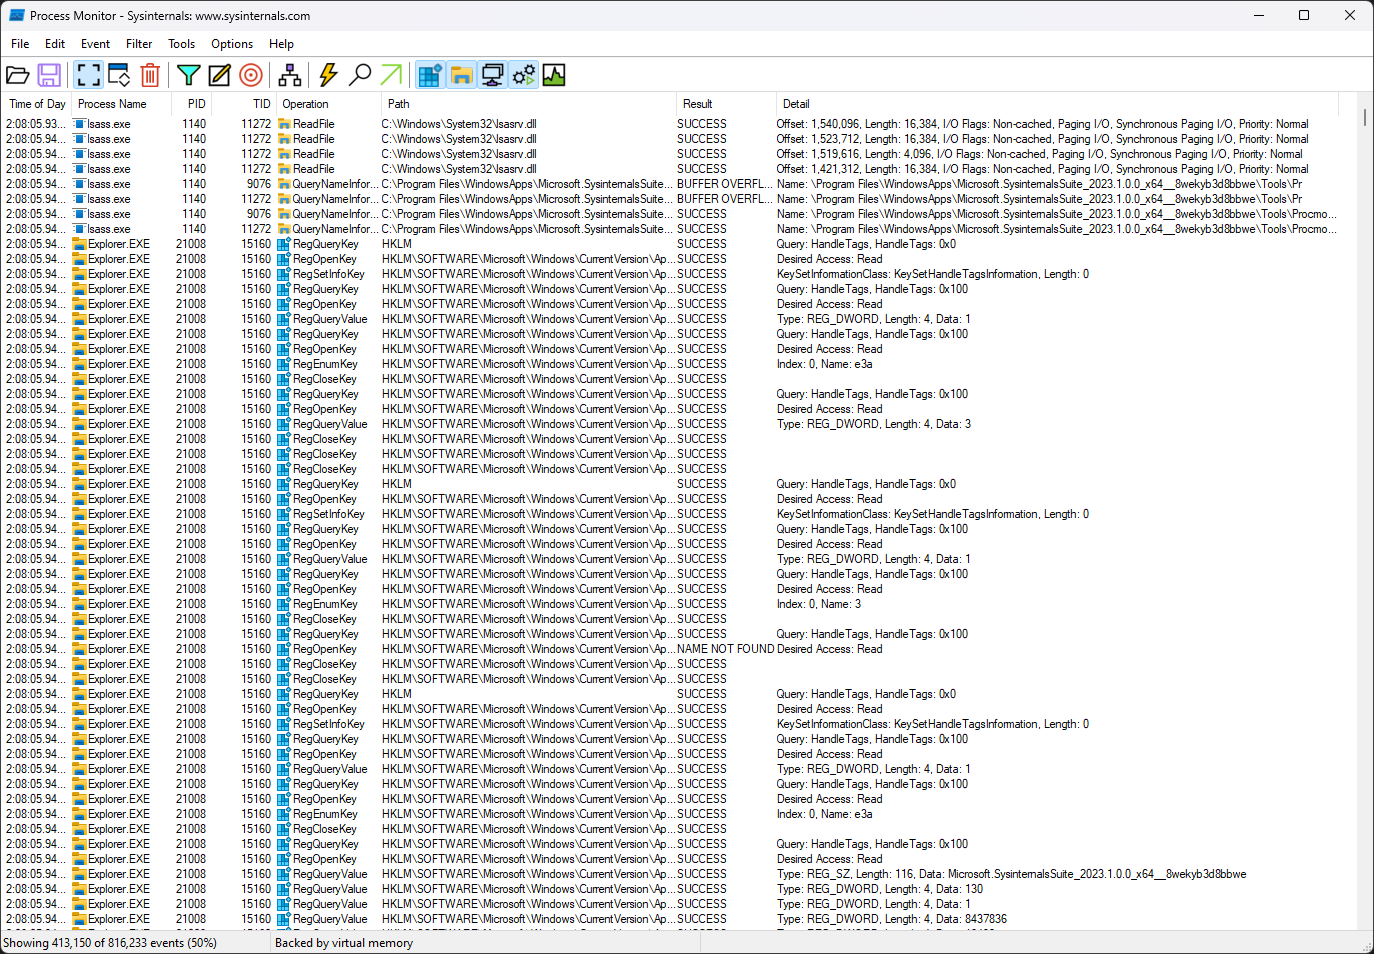 Process Monitor - Sysinternals: www.sysinternals.com
File Edit Event Filter Tools Options Help
Time of Day Process Name PID TID Operation Path Result Detail
2:08:05.93... lsass.exe 1140 11272 ReadFile C:\Windows\System32\lsasrv.dll SUCCESS Offset: 1,540,096, Length: 16,384, I/O Flags: Non-cached, Paging I/O, Synchronous Paging I/O, Priority: Normal
2:08:05.94... lsass.exe 1140 11272 ReadFile C:\Windows\System32\lsasrv.dll SUCCESS Offset: 1,523,712, Length: 16,384, I/O Flags: Non-cached, Paging I/O, Synchronous Paging I/O, Priority: Normal
2:08:05.94... lsass.exe 1140 11272 ReadFile C:\Windows\System32\lsasrv.dll SUCCESS Offset: 1,519,616, Length: 4,096, I/O Flags: Non-cached, Paging I/O, Synchronous Paging I/O, Priority: Normal
2:08:05.94... lsass.exe 1140 11272 ReadFile C:\Windows\System32\lsasrv.dll SUCCESS Offset: 1,421,312, Length: 16,384, I/O Flags: Non-cached, Paging I/O, Synchronous Paging I/O, Priority: Normal
2:08:05.94... lsass.exe 1140 9076 QueryNameInfor... C:\Program Files\WindowsApps\Microsoft.SysinternalsSuite... BUFFER OVERFL... Name: \Program Files\WindowsApps\Microsoft.SysinternalsSuite_2023.1.0.0_x64__8wekyb3d8bbwe\Tools\Pr
2:08:05.94... lsass.exe 1140 11272 QueryNameInfor... C:\Program Files\WindowsApps\Microsoft.SysinternalsSuite... BUFFER OVERFL... Name: \Program Files\WindowsApps\Microsoft.SysinternalsSuite_2023.1.0.0_x64__8wekyb3d8bbwe\Tools\Pr
2:08:05.94... lsass.exe 1140 9076 QueryNameInfor... C:\Program Files\WindowsApps\Microsoft.SysinternalsSuite... SUCCESS Name: \Program Files\WindowsApps\Microsoft.SysinternalsSuite_2023.1.0.0_x64__8wekyb3d8bbwe\Tools\Procmo...
2:08:05.94... lsass.exe 1140 11272 QueryNameInfor... C:\Program Files\WindowsApps\Microsoft.SysinternalsSuite... SUCCESS Name: \Program Files\WindowsApps\Microsoft.SysinternalsSuite_2023.1.0.0_x64__8wekyb3d8bbwe\Tools\Procmo...
2:08:05.94... Explorer.EXE 21008 15160 RegQueryKey HKLM SUCCESS Query: HandleTags, HandleTags: 0x0
2:08:05.94... Explorer.EXE 21008 15160 RegOpenKey HKLM\SOFTWARE\Microsoft\Windows\CurrentVersion\Ap... SUCCESS Desired Access: Read
2:08:05.94... Explorer.EXE 21008 15160 RegSetInfoKey HKLM\SOFTWARE\Microsoft\Windows\CurrentVersion\Ap... SUCCESS KeySetInformationClass: KeySetHandleTagsInformation, Length: 0
2:08:05.94... Explorer.EXE 21008 15160 RegQueryKey HKLM\SOFTWARE\Microsoft\Windows\CurrentVersion\Ap... SUCCESS Query: HandleTags, HandleTags: 0x100
2:08:05.94... Explorer.EXE 21008 15160 RegOpenKey HKLM\SOFTWARE\Microsoft\Windows\CurrentVersion\Ap... SUCCESS Desired Access: Read
2:08:05.94... Explorer.EXE 21008 15160 RegQueryValue HKLM\SOFTWARE\Microsoft\Windows\CurrentVersion\Ap... SUCCESS Type: REG_DWORD, Length: 4, Data: 1
2:08:05.94... Explorer.EXE 21008 15160 RegQueryKey HKLM\SOFTWARE\Microsoft\Windows\CurrentVersion\Ap... SUCCESS Query: HandleTags, HandleTags: 0x100
2:08:05.94... Explorer.EXE 21008 15160 RegOpenKey HKLM\SOFTWARE\Microsoft\Windows\CurrentVersion\Ap... SUCCESS Desired Access: Read
2:08:05.94... Explorer.EXE 21008 15160 RegEnumKey HKLM\SOFTWARE\Microsoft\Windows\CurrentVersion\Ap... SUCCESS Index: 0, Name: e3a
2:08:05.94... Explorer.EXE 21008 15160 RegCloseKey HKLM\SOFTWARE\Microsoft\Windows\CurrentVersion\Ap... SUCCESS
2:08:05.94... Explorer.EXE 21008 15160 RegQueryKey HKLM\SOFTWARE\Microsoft\Windows\CurrentVersion\Ap... SUCCESS Query: HandleTags, HandleTags: 0x100
2:08:05.94... Explorer.EXE 21008 15160 RegOpenKey HKLM\SOFTWARE\Microsoft\Windows\CurrentVersion\Ap... SUCCESS Desired Access: Read
2:08:05.94... Explorer.EXE 21008 15160 RegQueryValue HKLM\SOFTWARE\Microsoft\Windows\CurrentVersion\Ap... SUCCESS Type: REG_DWORD, Length: 4, Data: 3
2:08:05.94... Explorer.EXE 21008 15160 RegCloseKey HKLM\SOFTWARE\Microsoft\Windows\CurrentVersion\Ap... SUCCESS
2:08:05.94... Explorer.EXE 21008 15160 RegCloseKey HKLM\SOFTWARE\Microsoft\Windows\CurrentVersion\Ap... SUCCESS
2:08:05.94... Explorer.EXE 21008 15160 RegCloseKey HKLM\SOFTWARE\Microsoft\Windows\CurrentVersion\Ap... SUCCESS
2:08:05.94... Explorer.EXE 21008 15160 RegQueryKey HKLM SUCCESS Query: HandleTags, HandleTags: 0x0
2:08:05.94... Explorer.EXE 21008 15160 RegOpenKey HKLM\SOFTWARE\Microsoft\Windows\CurrentVersion\Ap... SUCCESS Desired Access: Read
2:08:05.94... Explorer.EXE 21008 15160 RegSetInfoKey HKLM\SOFTWARE\Microsoft\Windows\CurrentVersion\Ap... SUCCESS KeySetInformationClass: KeySetHandleTagsInformation, Length: 0
2:08:05.94... Explorer.EXE 21008 15160 RegQueryKey HKLM\SOFTWARE\Microsoft\Windows\CurrentVersion\Ap... SUCCESS Query: HandleTags, HandleTags: 0x100
2:08:05.94... Explorer.EXE 21008 15160 RegOpenKey HKLM\SOFTWARE\Microsoft\Windows\CurrentVersion\Ap... SUCCESS Desired Access: Read
2:08:05.94... Explorer.EXE 21008 15160 RegQueryValue HKLM\SOFTWARE\Microsoft\Windows\CurrentVersion\Ap... SUCCESS Type: REG_DWORD, Length: 4, Data: 1
2:08:05.94... Explorer.EXE 21008 15160 RegQueryKey HKLM\SOFTWARE\Microsoft\Windows\CurrentVersion\Ap... SUCCESS Query: HandleTags, HandleTags: 0x100
2:08:05.94... Explorer.EXE 21008 15160 RegOpenKey HKLM\SOFTWARE\Microsoft\Windows\CurrentVersion\Ap... SUCCESS Desired Access: Read
2:08:05.94... Explorer.EXE 21008 15160 RegEnumKey HKLM\SOFTWARE\Microsoft\Windows\CurrentVersion\Ap... SUCCESS Index: 0, Name: 3
2:08:05.94... Explorer.EXE 21008 15160 RegCloseKey HKLM\SOFTWARE\Microsoft\Windows\CurrentVersion\Ap... SUCCESS
2:08:05.94... Explorer.EXE 21008 15160 RegQueryKey HKLM\SOFTWARE\Microsoft\Windows\CurrentVersion\Ap... SUCCESS Query: HandleTags, HandleTags: 0x100
2:08:05.94... Explorer.EXE 21008 15160 RegOpenKey HKLM\SOFTWARE\Microsoft\Windows\CurrentVersion\Ap... NAME NOT FOUND Desired Access: Read
2:08:05.94... Explorer.EXE 21008 15160 RegCloseKey HKLM\SOFTWARE\Microsoft\Windows\CurrentVersion\Ap... SUCCESS
2:08:05.94... Explorer.EXE 21008 15160 RegCloseKey HKLM\SOFTWARE\Microsoft\Windows\CurrentVersion\Ap... SUCCESS
2:08:05.94... Explorer.EXE 21008 15160 RegQueryKey HKLM SUCCESS Query: HandleTags, HandleTags: 0x0
2:08:05.94... Explorer.EXE 21008 15160 RegOpenKey HKLM\SOFTWARE\Microsoft\Windows\CurrentVersion\Ap... SUCCESS Desired Access: Read
2:08:05.94... Explorer.EXE 21008 15160 RegSetInfoKey HKLM\SOFTWARE\Microsoft\Windows\CurrentVersion\Ap... SUCCESS KeySetInformationClass: KeySetHandleTagsInformation, Length: 0
2:08:05.94... Explorer.EXE 21008 15160 RegQueryKey HKLM\SOFTWARE\Microsoft\Windows\CurrentVersion\Ap... SUCCESS Query: HandleTags, HandleTags: 0x100
2:08:05.94... Explorer.EXE 21008 15160 RegOpenKey HKLM\SOFTWARE\Microsoft\Windows\CurrentVersion\Ap... SUCCESS Desired Access: Read
2:08:05.94... Explorer.EXE 21008 15160 RegQueryValue HKLM\SOFTWARE\Microsoft\Windows\CurrentVersion\Ap... SUCCESS Type: REG_DWORD, Length: 4, Data: 1
2:08:05.94... Explorer.EXE 21008 15160 RegQueryKey HKLM\SOFTWARE\Microsoft\Windows\CurrentVersion\Ap... SUCCESS Query: HandleTags, HandleTags: 0x100
2:08:05.94... Explorer.EXE 21008 15160 RegOpenKey HKLM\SOFTWARE\Microsoft\Windows\CurrentVersion\Ap... SUCCESS Desired Access: Read
2:08:05.94... Explorer.EXE 21008 15160 RegEnumKey HKLM\SOFTWARE\Microsoft\Windows\CurrentVersion\Ap... SUCCESS Index: 0, Name: e3a
2:08:05.94... Explorer.EXE 21008 15160 RegCloseKey HKLM\SOFTWARE\Microsoft\Windows\CurrentVersion\Ap... SUCCESS
2:08:05.94... Explorer.EXE 21008 15160 RegQueryKey HKLM\SOFTWARE\Microsoft\Windows\CurrentVersion\Ap... SUCCESS Query: HandleTags, HandleTags: 0x100
2:08:05.94... Explorer.EXE 21008 15160 RegOpenKey HKLM\SOFTWARE\Microsoft\Windows\CurrentVersion\Ap... SUCCESS Desired Access: Read
2:08:05.94... Explorer.EXE 21008 15160 RegQueryValue HKLM\SOFTWARE\Microsoft\Windows\CurrentVersion\Ap... SUCCESS Type: REG_SZ, Length: 116, Data: Microsoft.SysinternalsSuite_2023.1.0.0_x64__8wekyb3d8bbwe
2:08:05.94... Explorer.EXE 21008 15160 RegQueryValue HKLM\SOFTWARE\Microsoft\Windows\CurrentVersion\Ap... SUCCESS Type: REG_DWORD, Length: 4, Data: 130
2:08:05.94... Explorer.EXE 21008 15160 RegQueryValue HKLM\SOFTWARE\Microsoft\Windows\CurrentVersion\Ap... SUCCESS Type: REG_DWORD, Length: 4, Data: 1
2:08:05.94... Explorer.EXE 21008 15160 RegQueryValue HKLM\SOFTWARE\Microsoft\Windows\CurrentVersion\Ap... SUCCESS Type: REG_DWORD, Length: 4, Data: 8437836
Showing 413,150 of 816,233 events (50%) Backed by virtual memory